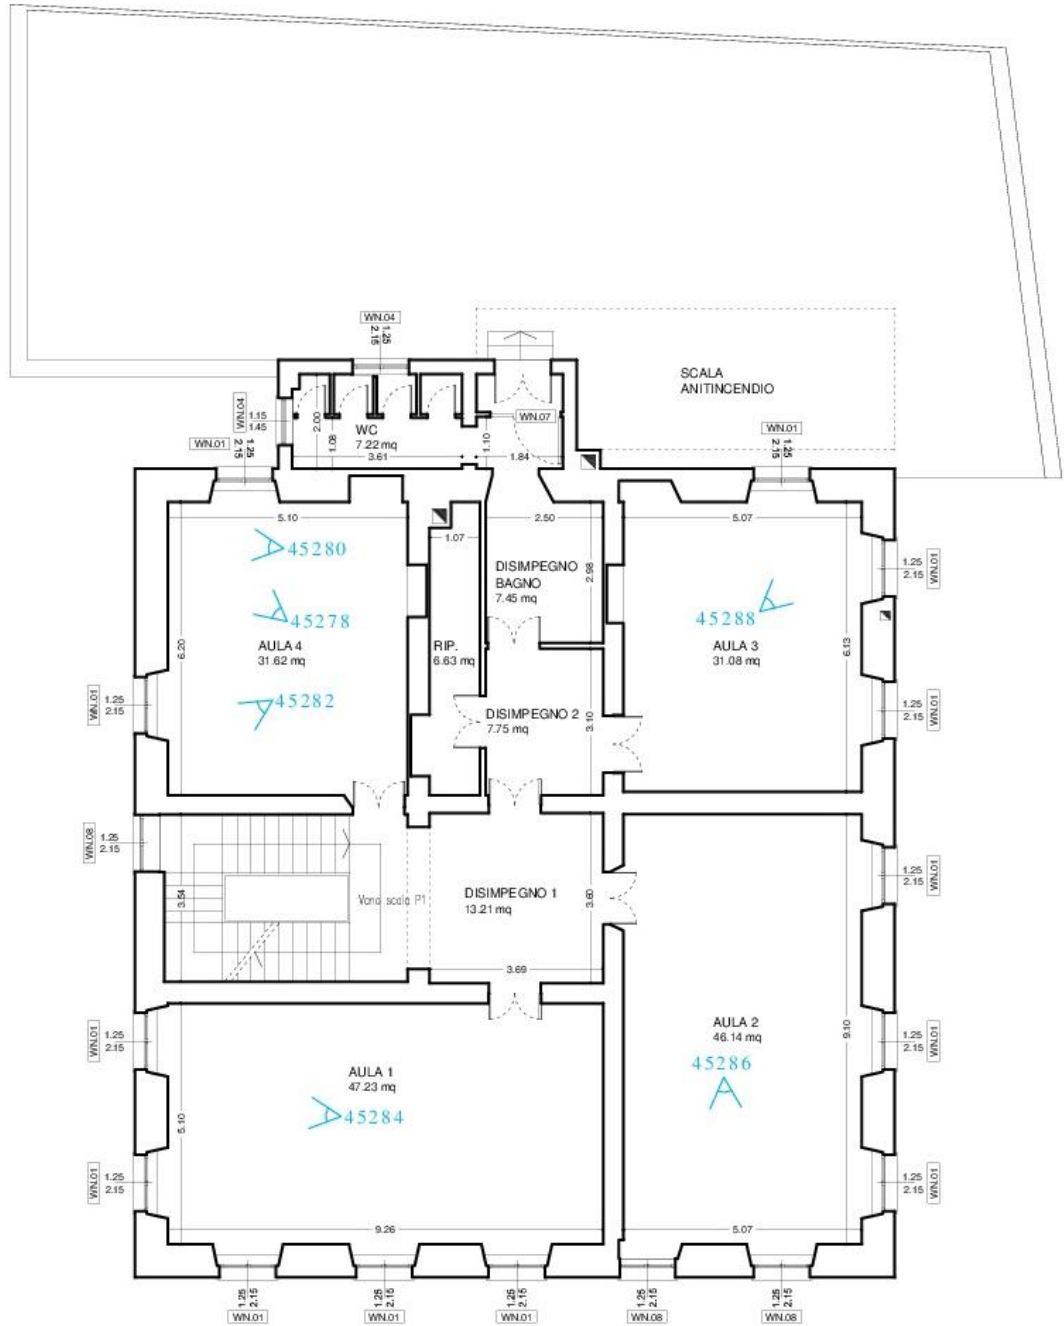 WN.04
1.25
2.15
SCALA
ANITINCENDIO
WN.04
1.15
1.45
2.00
1.08
WC
7.22 mq
3.61
1.10
WN.07
1.84
WN.01
1.25
2.15
WN.01
1.25
2.15
5.10
1.07
2.50
5.07
45280
45278
AULA 4
31.62 mq
45282
6.20
DISIMPEGNO
BAGNO
7.45 mq
2.98
RIP.
6.63 mq
45288
AULA 3
31.08 mq
6.13
1.25
2.15
WN.01
WN.01
1.25
2.15
DISIMPEGNO 2
7.75 mq
3.10
1.25
2.15
WN.01
WN.08
1.25
2.15
3.54
Vano scala P1
DISIMPEGNO 1
13.21 mq
3.60
3.69
1.25
2.15
WN.01
WN.01
1.25
2.15
AULA 1
47.23 mq
45284
5.10
9.26
AULA 2
46.14 mq
45286
9.10
5.07
1.25
2.15
WN.01
WN.01
1.25
2.15
1.25
2.15
WN.01
1.25
2.15
WN.01
1.25
2.15
WN.01
1.25
2.15
WN.01
1.25
2.15
WN.08
1.25
2.15
WN.08